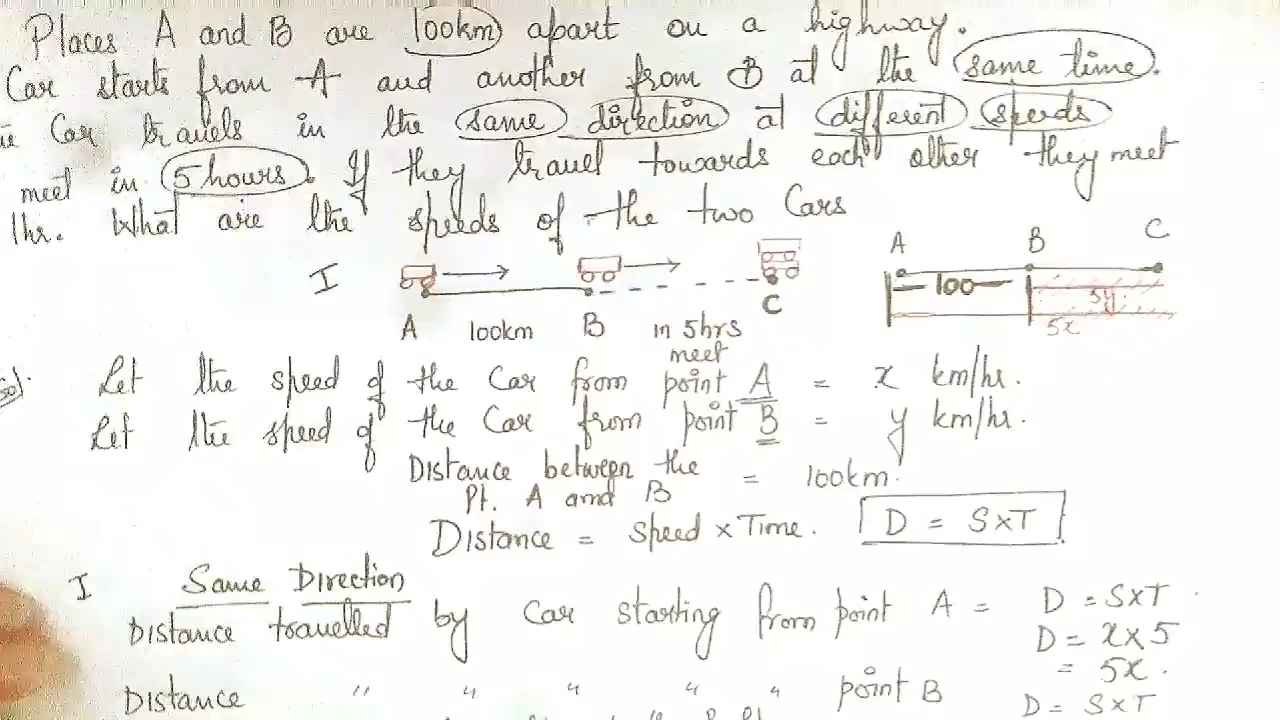 Places A and B are 100km apart on a highway.
Car starts from A and another from B at the same time.
Car travels in the same direction at different speeds
meet in 5 hours. If they travel towards each other they meet
1hr. What are the speeds of the two Cars
I
A 100km B in 5hrs C
meet
A B C
100 5y
5x
Let the speed of the Car from point A = x km/hr.
Let the speed of the Car from point B = y km/hr.
Distance between the = 100km.
Pt. A and B
Distance = speed × Time. D = S×T
I Same Direction
Distance travelled by Car starting from point A = D = S×T
D = x×5
= 5x.
Distance " " " " " point B D = S×T